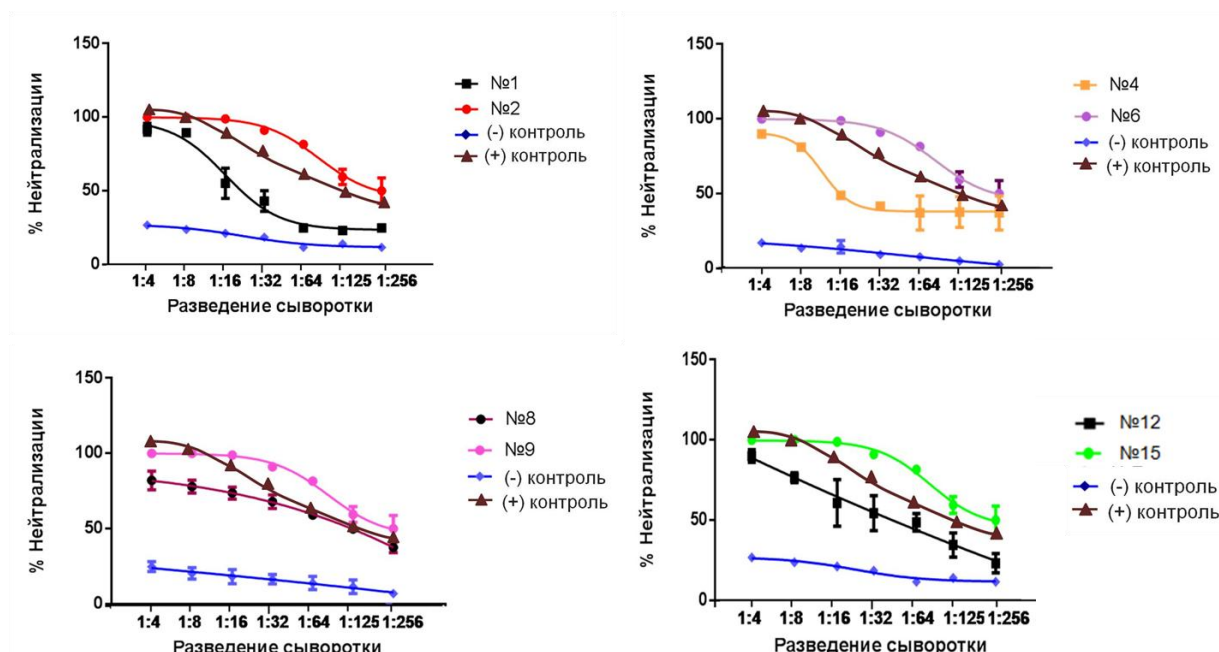 150
100
50
0
% Нейтрализации
1:4 1:8 1:16 1:32 1:64 1:125 1:256
Разведение сыворотки
№1
№2
(-) контроль
(+) контроль
150
100
50
0
% Нейтрализации
1:4 1:8 1:16 1:32 1:64 1:125 1:256
Разведение сыворотки
№4
№6
(-) контроль
(+) контроль
150
100
50
0
% Нейтрализации
1:4 1:8 1:16 1:32 1:64 1:125 1:256
Разведение сыворотки
№8
№9
(-) контроль
(+) контроль
150
100
50
0
% Нейтрализации
1:4 1:8 1:16 1:32 1:64 1:125 1:256
Разведение сыворотки
№12
№15
(-) контроль
(+) контроль